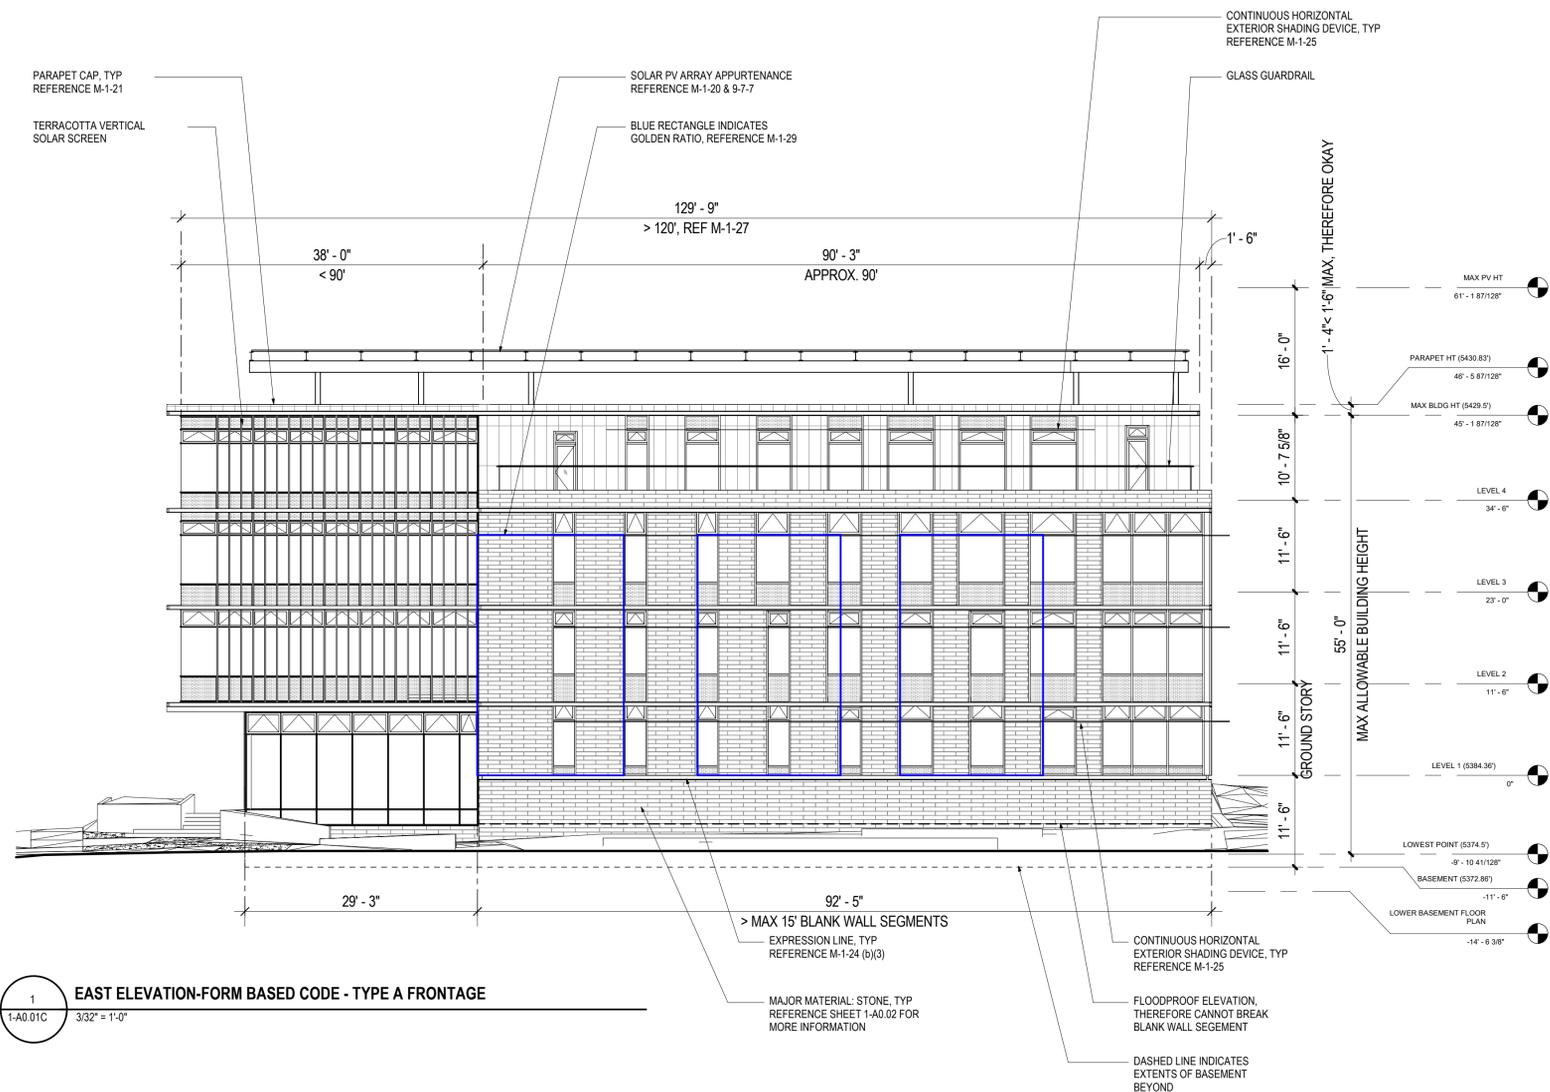 CONTINUOUS HORIZONTAL
EXTERIOR SHADING DEVICE, TYP
REFERENCE M-1-25
PARAPET CAP, TYP
REFERENCE M-1-21
SOLAR PV ARRAY APPURTENANCE
REFERENCE M-1-20 & 9-7-7
GLASS GUARDRAIL
TERRACOTTA VERTICAL
SOLAR SCREEN
BLUE RECTANGLE INDICATES
GOLDEN RATIO, REFERENCE M-1-29
1' - 4"< 1'-6" MAX, THEREFORE OKAY
129' - 9"
> 120', REF M-1-27
38' - 0"
< 90'
90' - 3"
APPROX. 90'
1' - 6"
MAX PV HT
61' - 1 87/128"
16' - 0"
PARAPET HT (5430.83')
46' - 5 87/128"
MAX BLDG HT (5429.5')
45' - 1 87/128"
10' - 7 5/8"
LEVEL 4
34' - 6"
11' - 6"
LEVEL 3
23' - 0"
11' - 6"
55' - 0"
MAX ALLOWABLE BUILDING HEIGHT
LEVEL 2
11' - 6"
11' - 6"
GROUND STORY
LEVEL 1 (5384.36')
0"
11' - 6"
LOWEST POINT (5374.5')
-9' - 10 41/128"
BASEMENT (5372.86')
-11' - 6"
LOWER BASEMENT FLOOR
PLAN
-14' - 6 3/8"
29' - 3"
92' - 5"
> MAX 15' BLANK WALL SEGMENTS
EXPRESSION LINE, TYP
REFERENCE M-1-24 (b)(3)
CONTINUOUS HORIZONTAL
EXTERIOR SHADING DEVICE, TYP
REFERENCE M-1-25
MAJOR MATERIAL: STONE, TYP
REFERENCE SHEET 1-A0.02 FOR
MORE INFORMATION
FLOODPROOF ELEVATION,
THEREFORE CANNOT BREAK
BLANK WALL SEGEMENT
DASHED LINE INDICATES
EXTENTS OF BASEMENT
BEYOND
1
1-A0.01C
EAST ELEVATION-FORM BASED CODE - TYPE A FRONTAGE
3/32" = 1'-0"